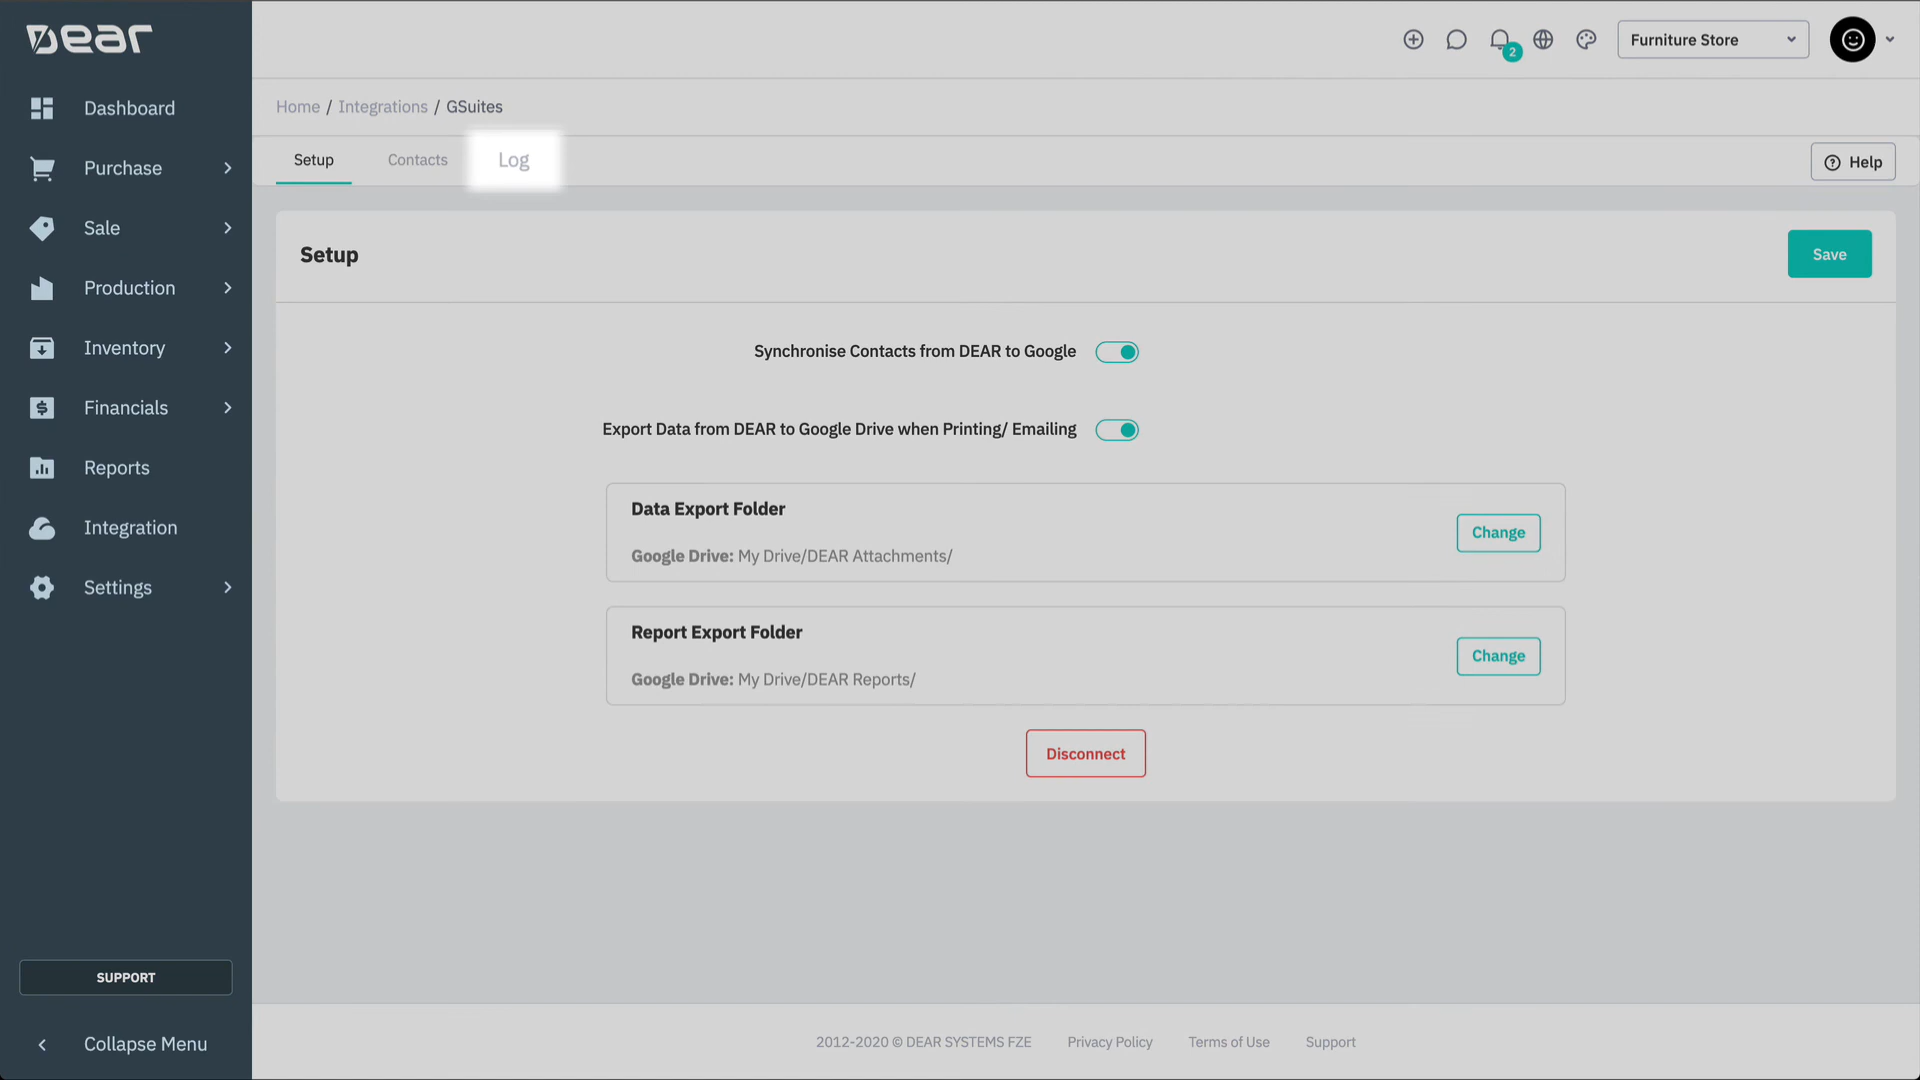 Dear
2
Furniture Store
Dashboard
Purchase
Sale
Production
Inventory
Financials
Reports
Integration
Settings
SUPPORT
Collapse Menu
Home / Integrations / GSuites
Setup Contacts Log
Help
Setup
Save
Synchronise Contacts from DEAR to Google
Export Data from DEAR to Google Drive when Printing/ Emailing
Data Export Folder
Google Drive: My Drive/DEAR Attachments/
Change
Report Export Folder
Google Drive: My Drive/DEAR Reports/
Change
Disconnect
2012-2020 © DEAR SYSTEMS FZE Privacy Policy Terms of Use Support